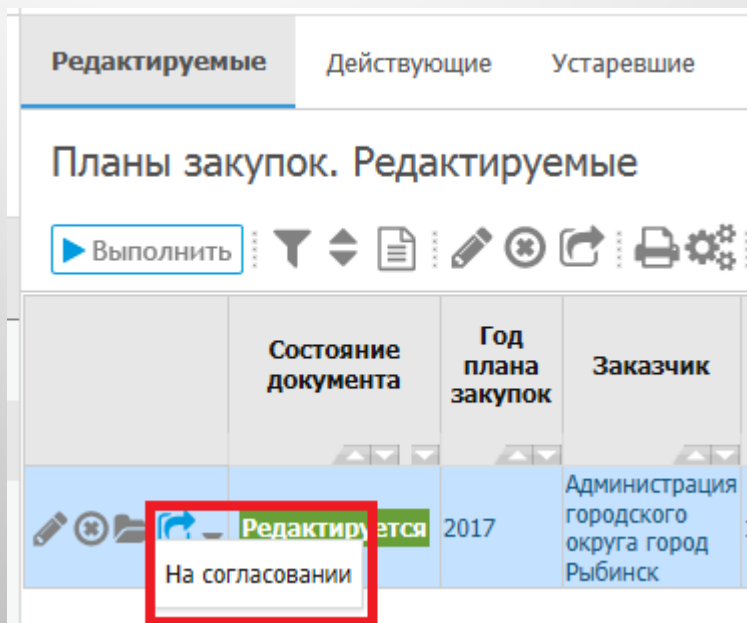 Редактируемые Действующие Устаревшие
Планы закупок. Редактируемые
Выполнить
Состояние
документа
Год
плана
закупок
Заказчик
Редактируется
2017
Администрация
городского
округа город
Рыбинск
На согласовании